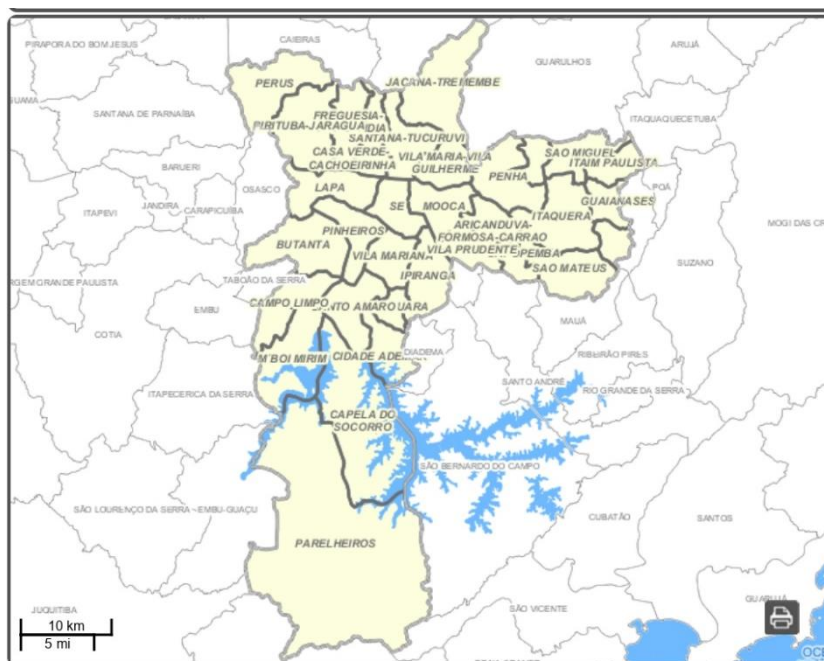 CAIEIRAS
PIRAPORA DO BOM JESUS
ARUJÁ
GUARULHOS
JACANA-TREMEMBE
PERUS
SANTANA DE PARNAÍBA
FREGUESIA-
ITAQUAQUECETUBA
PIRITUBA-JARAGUA
SANTANA-TUCURUVI
CASA VERDE-
CACHOEIRINHA
VILA MARIA-VILA
GUILHERME
SAO MIGUEL
ITAIM PAULISTA
BARUERI
PENHA
OSASCO
LAPA
POÁ
JANDIRA
CARAPICUÍBA
ITAPEVI
SE
MOOCA
GUAIANASES
ITAQUERA
ARICANDUVA-
FORMOSA-CARRAO
PINHEIROS
BUTANTA
VILA PRUDENTE
VILA MARIANA
SUZANO
SAO MATEUS
IPIRANGA
TABOÃO DA SERRA
CAMPO LIMPO
EMBU
MAUÁ
COTIA
DIADEMA
RIBEIRÃO PIRES
M BOI MIRIM
SANTO ANDRÉ
RIO GRANDE DA SERRA
ITAPECERICA DA SERRA
CAPELA DO
SOCORRO
SÃO BERNARDO DO CAMPO
SÃO LOURENÇO DA SERRA
EMBU-GUAÇU
CUBATÃO
SANTOS
PARELHEIROS
JUQUITIBA
SÃO VICENTE
10 km
5 mi